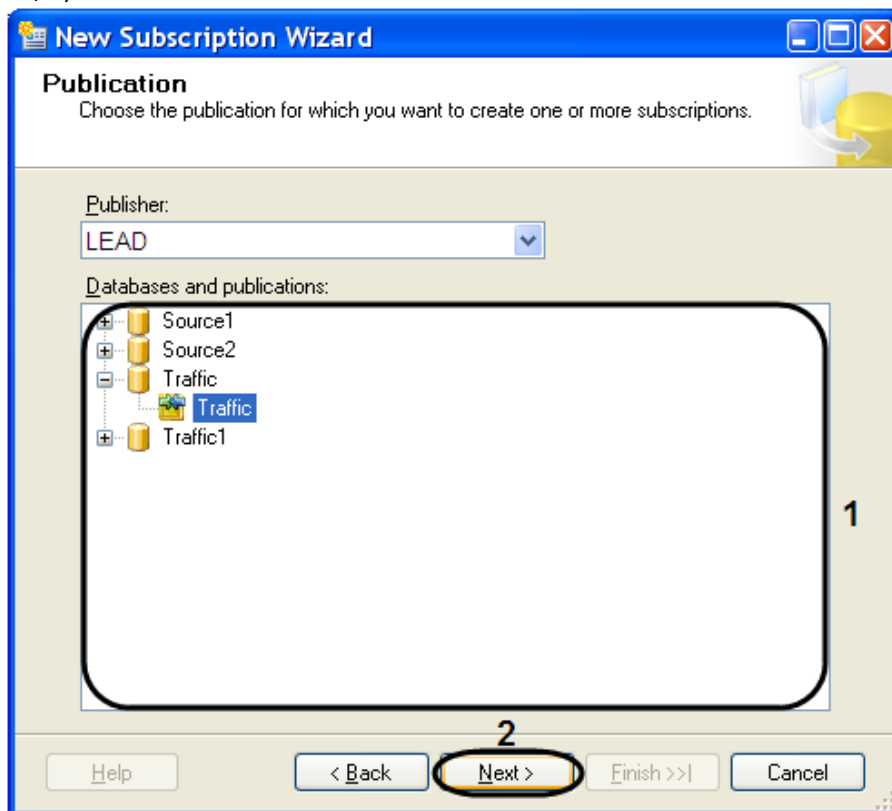 New Subscription Wizard
Publication
Choose the publication for which you want to create one or more subscriptions.
Publisher:
LEAD
Databases and publications:
Source1
Source2
Traffic
Traffic
Traffic1
1
2
Help
< Back
Next >
Finish >>|
Cancel